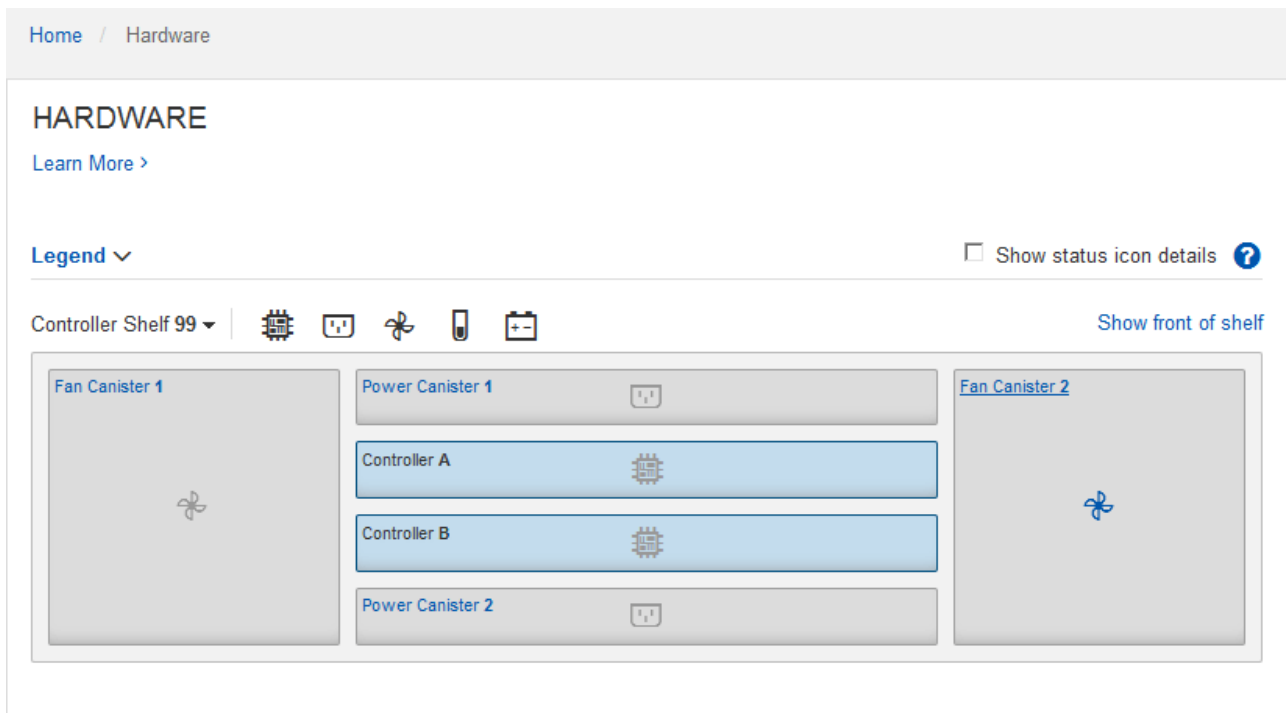 Home / Hardware
HARDWARE
Learn More >
Legend
Show status icon details ?
Controller Shelf 99
Show front of shelf
Fan Canister 1
Power Canister 1
Fan Canister 2
Controller A
Controller B
Power Canister 2